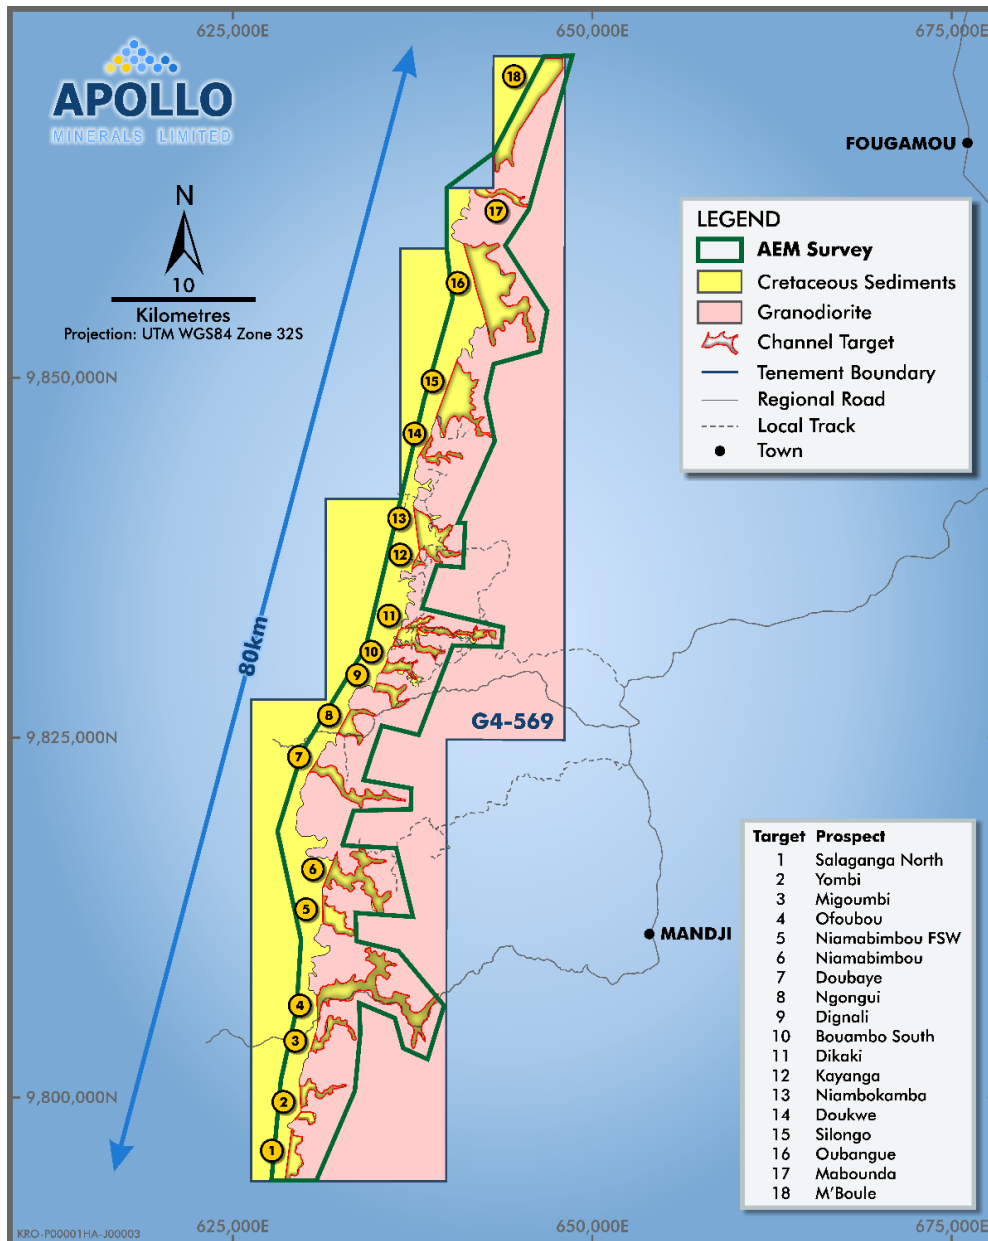 625,000E 650,000E 675,000E
APOLLO
MINERALS LIMITED
18
FOUGAMOU
N
10
Kilometres
Projection: UTM WGS84 Zone 32S
17
LEGEND
AEM Survey
Cretaceous Sediments
Granodiorite
Channel Target
Tenement Boundary
Regional Road
Local Track
Town
16
9,850,000N
15
14
13
12
11
10
9
80km
8
G4-569
9,825,000N
7
6
5
MANDJI
4
3
9,800,000N
2
1
Target Prospect
1 Salaganga North
2 Yombi
3 Migoumbi
4 Ofoubou
5 Niamabimbou FSW
6 Niamabimbou
7 Doubaye
8 Ngongui
9 Dignali
10 Bouambo South
11 Dikaki
12 Kayanga
13 Niambokamba
14 Doukwe
15 Silongo
16 Oubangue
17 Mabounda
18 M'Boule
KRO-P00001HA-J00003
625,000E 650,000E 675,000E